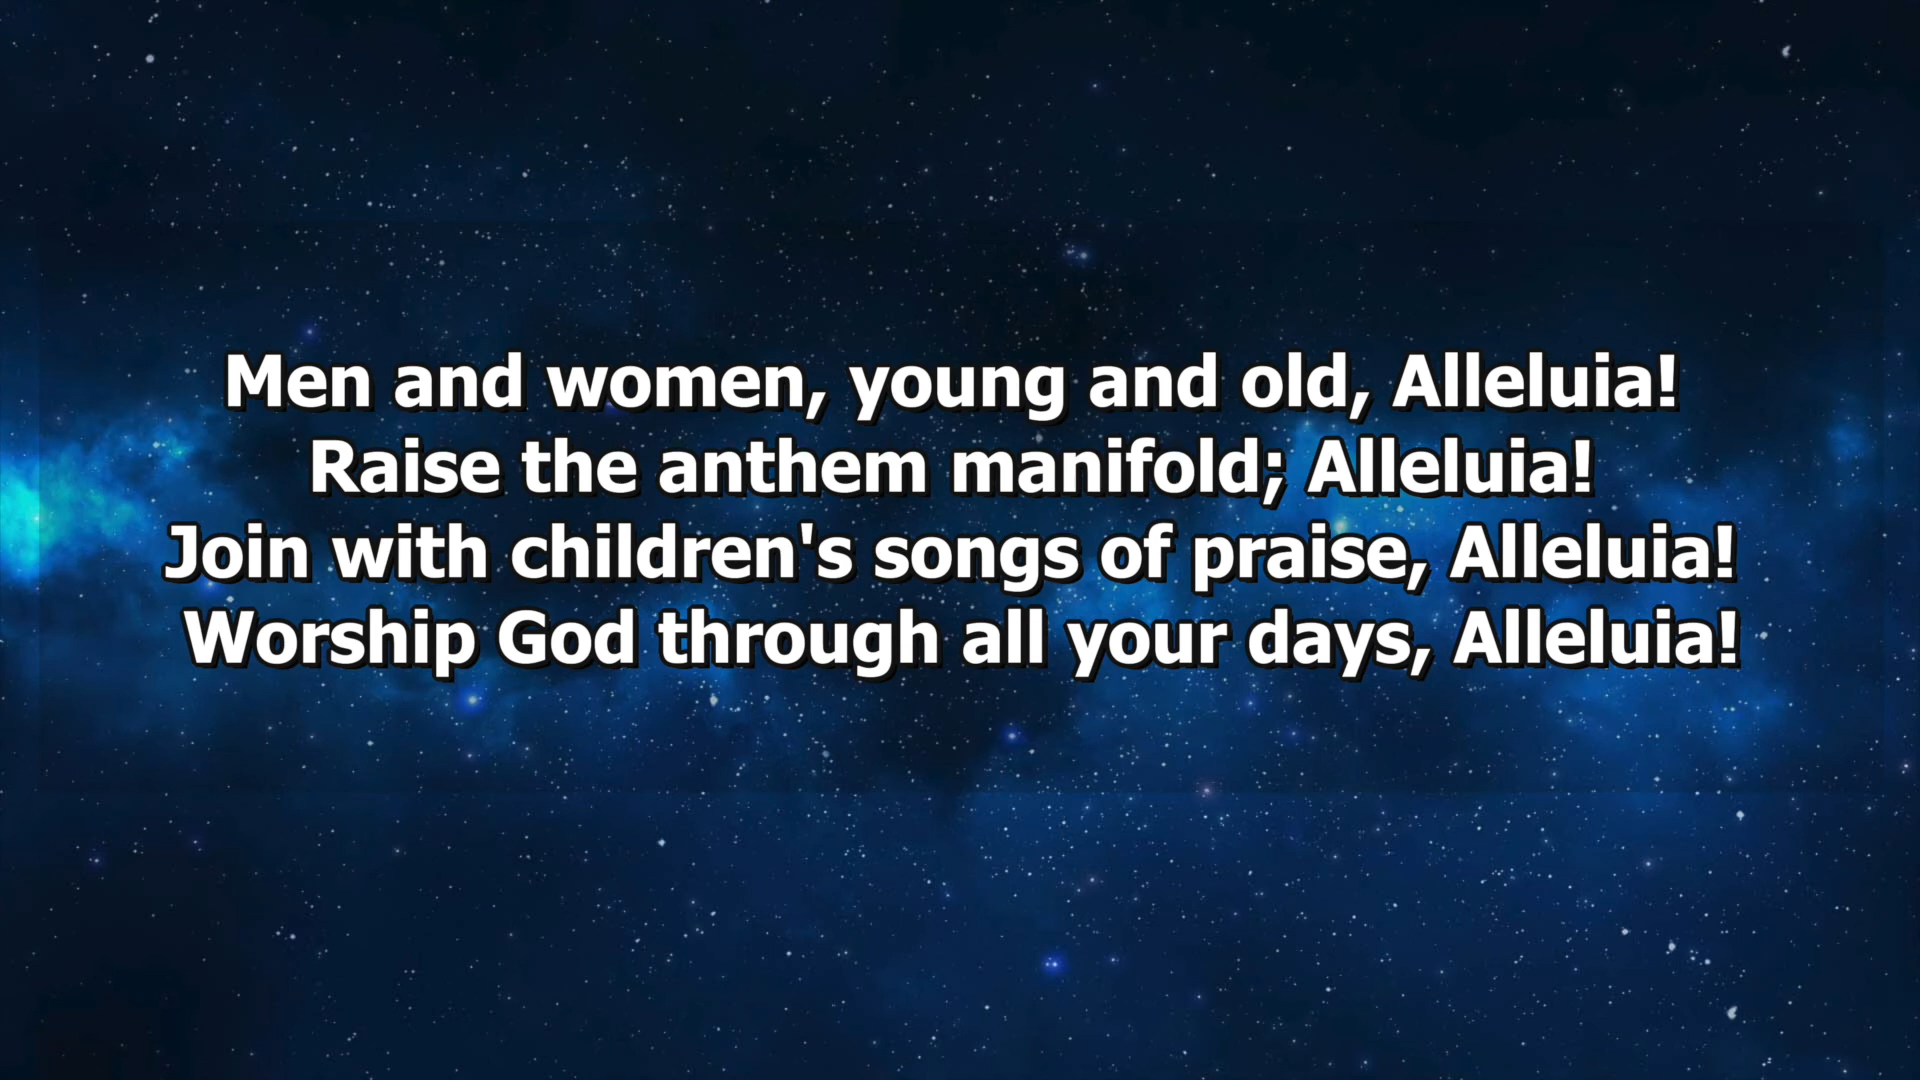 Men and women, young and old, Alleluia!
Raise the anthem manifold; Alleluia!
Join with children's songs of praise, Alleluia!
Worship God through all your days, Alleluia!